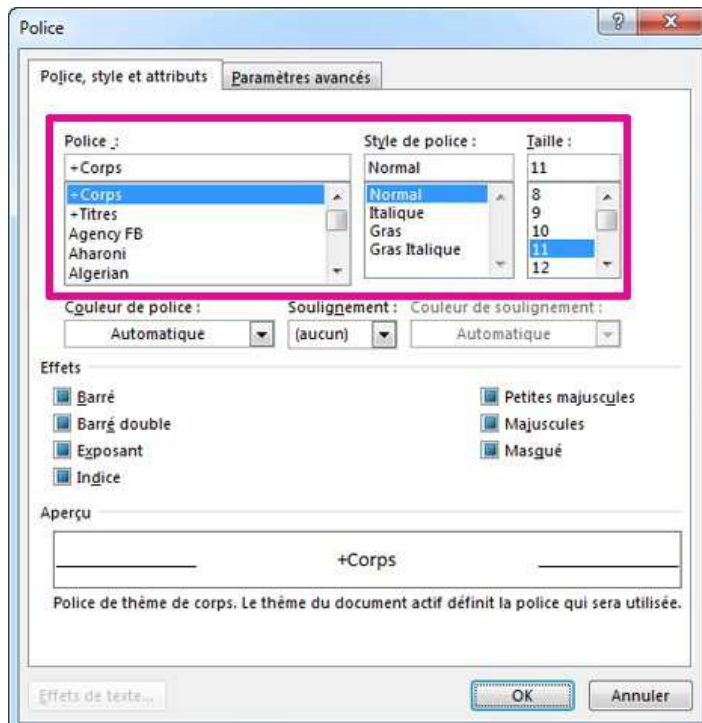 Police
Police, style et attributs Paramètres avancés
Police : Style de police : Taille :
+Corps Normal 11
+Corps Normal 8
+Titres Italique 9
Agency FB Gras 10
Aharoni Gras Italique 11
Algerian 12
Couleur de police : Soulignement : Couleur de soulignement :
Automatique (aucun) Automatique
Effets
Barré Petites majuscules
Barré double Majuscules
Exposant Masqué
Indice
Aperçu
+Corps
Police de thème de corps. Le thème du document actif définit la police qui sera utilisée.
Effets de texte... OK Annuler